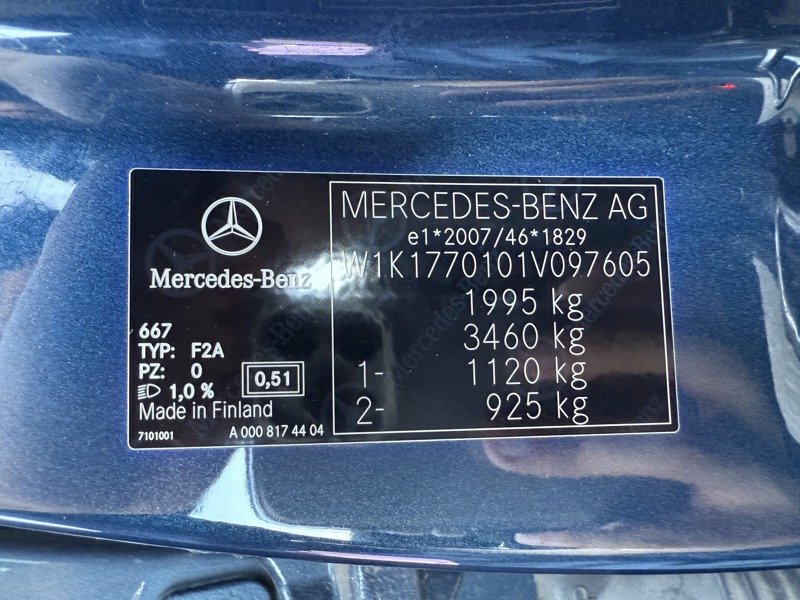 Mercedes-Benz
667
TYP: F2A
PZ: 0
1,0 %
0,51
Made in Finland
7101001 A 000 817 44 04
MERCEDES-BENZ AG
e1*2007/46*1829
W1K1770101V097605
1995 kg
3460 kg
1- 1120 kg
2- 925 kg